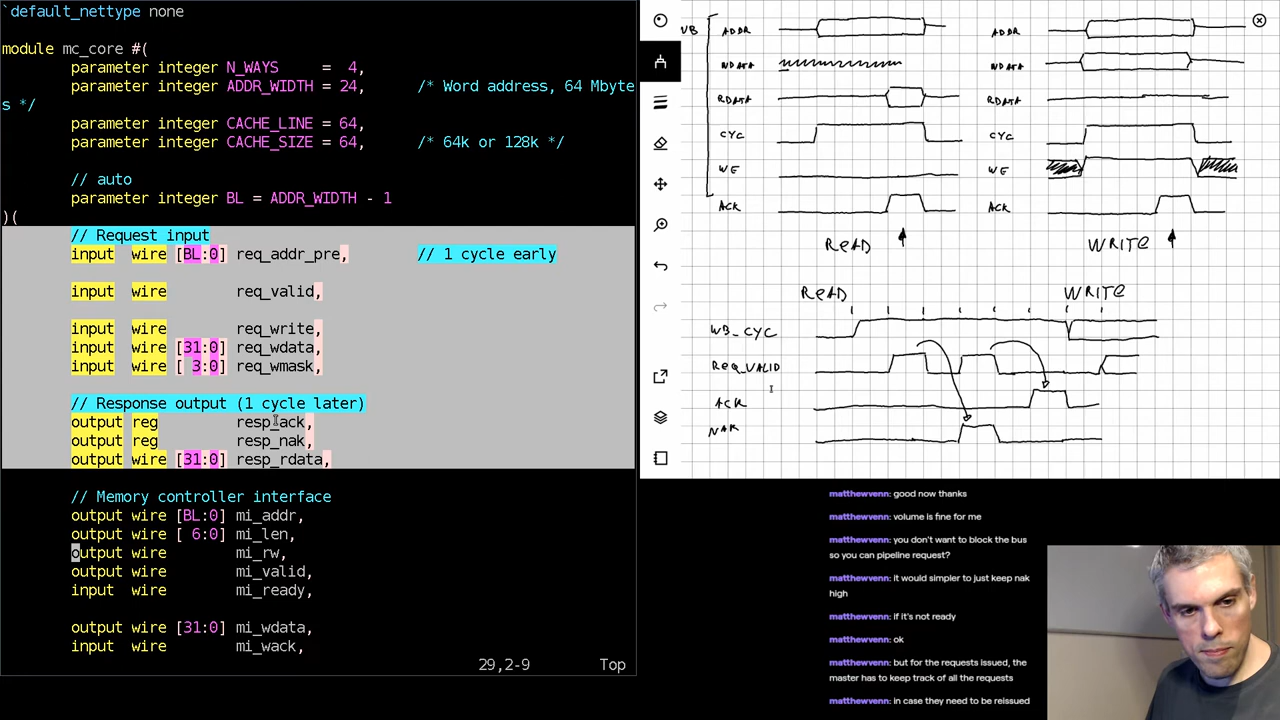 `default_nettype none
module mc_core #(
parameter integer N_WAYS = 4,
parameter integer ADDR_WIDTH = 24, /* Word address, 64 Mbyte
s */
parameter integer CACHE_LINE = 64,
parameter integer CACHE_SIZE = 64, /* 64k or 128k */
// auto
parameter integer BL = ADDR_WIDTH - 1
)(
// Request input
input wire [BL:0] req_addr_pre, // 1 cycle early
input wire req_valid,
input wire req_write,
input wire [31:0] req_wdata,
input wire [ 3:0] req_wmask,
// Response output (1 cycle later)
output reg resp_ack,
output reg resp_nak,
output wire [31:0] resp_rdata,
// Memory controller interface
output wire [BL:0] mi_addr,
output wire [ 6:0] mi_len,
output wire mi_rw,
output wire mi_valid,
input wire mi_ready,
output wire [31:0] mi_wdata,
input wire mi_wack,
29,2-9 Top
WB
ADDR
WDATA
RDATA
CYC
WE
ACK
READ
ADDR
WDATA
RDATA
CYC
WE
ACK
WRITE
READ WRITE
WB_CYC
REQ_VALID
ACK
NAK
matthewvenn: good now thanks
matthewvenn: volume is fine for me
matthewvenn: you don't want to block the bus
so you can pipeline request?
matthewvenn: it would simpler to just keep nak
high
matthewvenn: if it's not ready
matthewvenn: ok
matthewvenn: but for the requests issued, the
master has to keep track of all the requests
matthewvenn: in case they need to be reissued